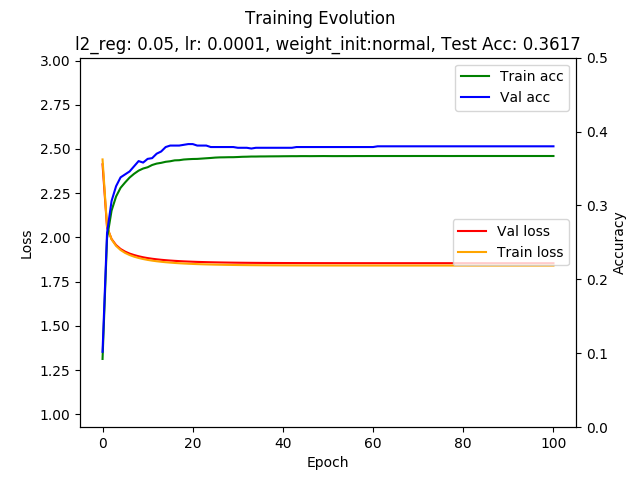 Training Evolution
l2_reg: 0.05, lr: 0.0001, weight_init:normal, Test Acc: 0.3617
3.00
2.75
2.50
2.25
2.00
1.75
1.50
1.25
1.00
Loss
Train acc
Val acc
Val loss
Train loss
0.5
0.4
0.3
0.2
0.1
0.0
Accuracy
0 20 40 60 80 100
Epoch